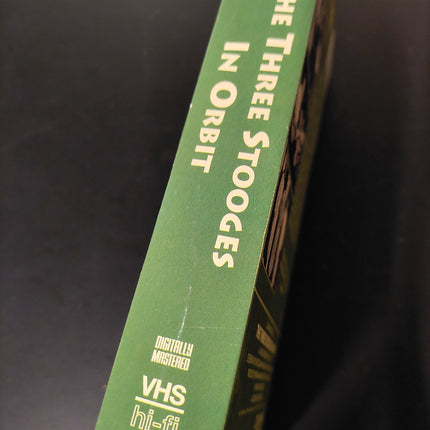 HE THREE STOOGES
IN ORBIT
DIGITALLY
MASTERED
VHS
hi-fi